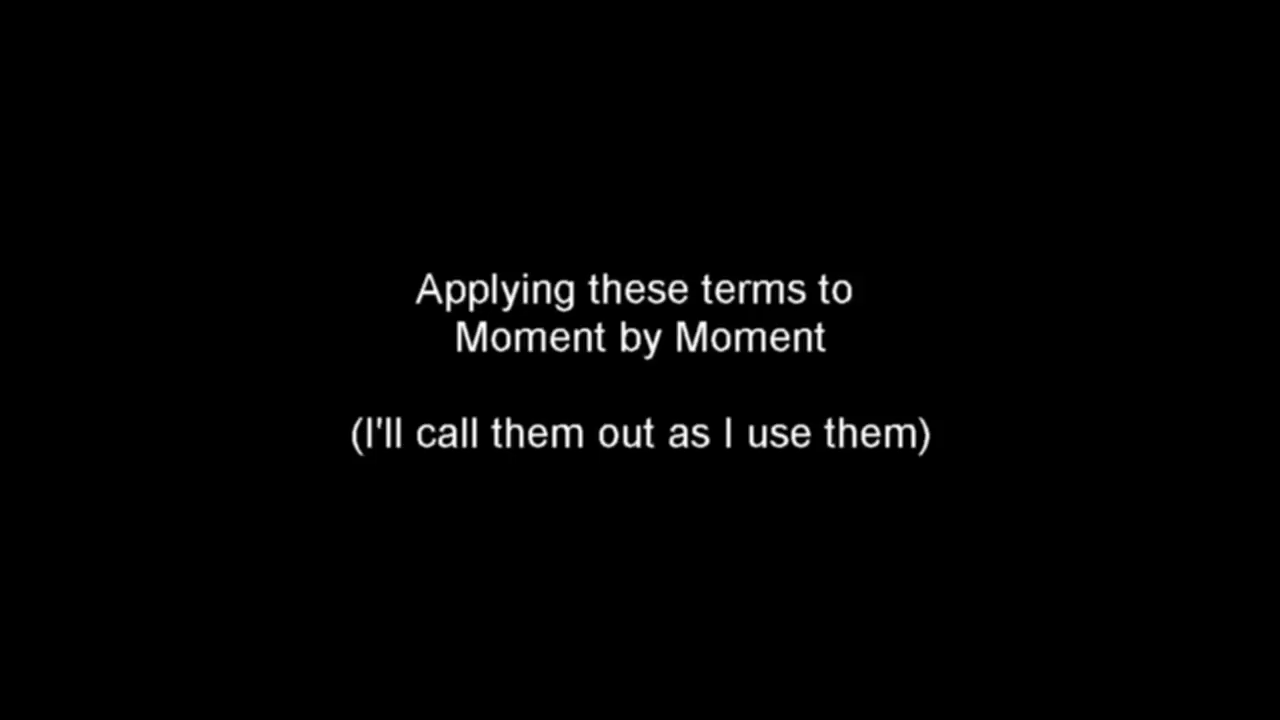 Applying these terms to
Moment by Moment
(I'll call them out as I use them)